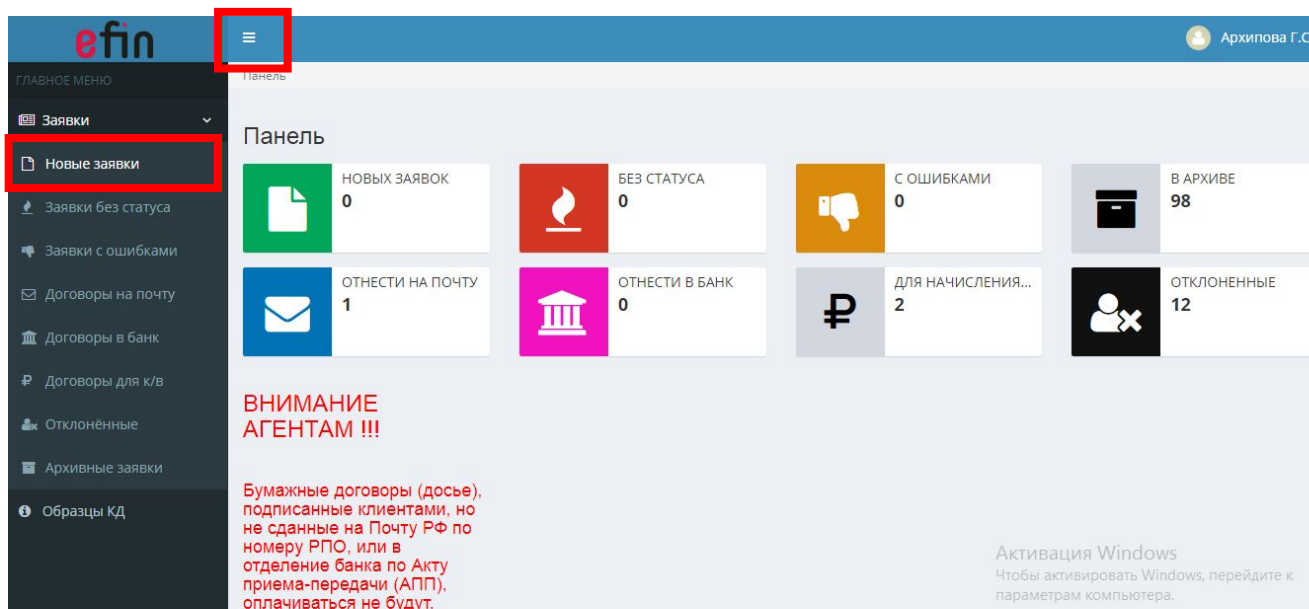 efin
Архипова Г.С
ГЛАВНОЕ МЕНЮ
Панель
Заявки
Новые заявки
Заявки без статуса
Заявки с ошибками
Договоры на почту
Договоры в банк
Договоры для к/в
Отклонённые
Архивные заявки
Образцы КД
Панель
НОВЫХ ЗАЯВОК
0
БЕЗ СТАТУСА
0
С ОШИБКАМИ
0
В АРХИВЕ
98
ОТНЕСТИ НА ПОЧТУ
1
ОТНЕСТИ В БАНК
0
ДЛЯ НАЧИСЛЕНИЯ...
2
ОТКЛОНЕННЫЕ
12
ВНИМАНИЕ
АГЕНТАМ !!!
Бумажные договоры (досье),
подписанные клиентами, но
не сданные на Почту РФ по
номеру РПО, или в
отделение банка по Акту
приема-передачи (АПП),
оплачиваться не будут.
Активация Windows
Чтобы активировать Windows, перейдите к
параметрам компьютера.